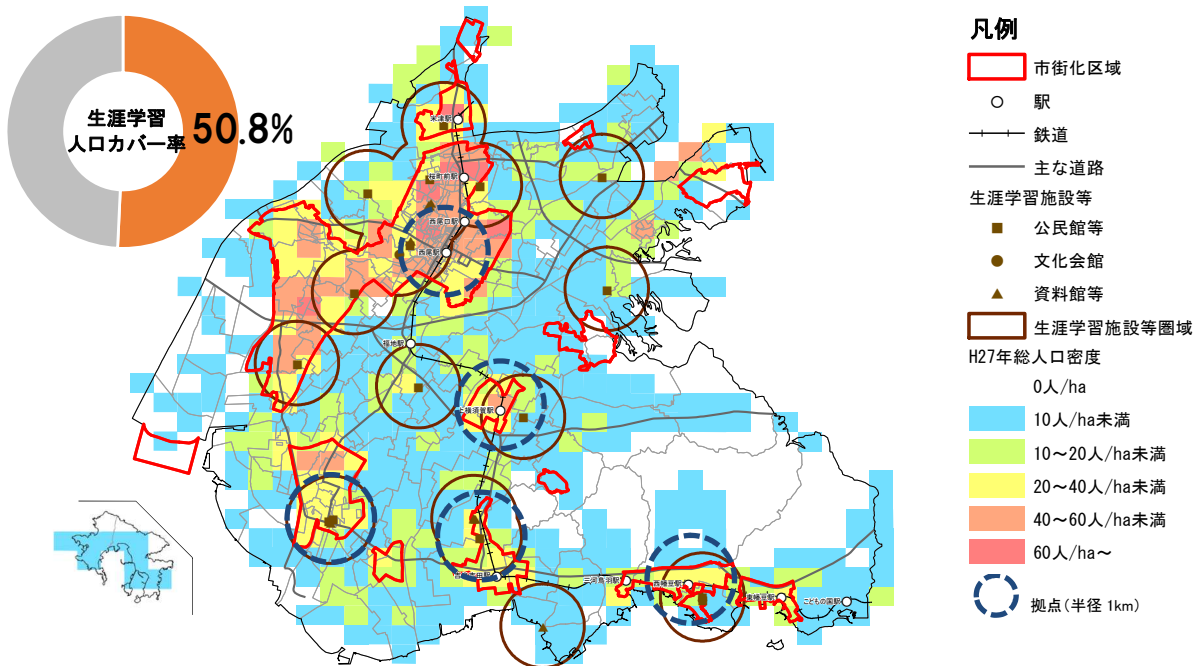 生涯学習
人口カバー率
50.8%
米津駅
桜町前駅
西尾口駅
西尾駅
福地駅
上横須賀駅
吉良吉田駅
三河鳥羽駅
西幡豆駅
東幡豆駅
こどもの国駅
凡例
市街化区域
駅
鉄道
主な道路
生涯学習施設等
公民館等
文化会館
資料館等
生涯学習施設等圏域
H27年総人口密度
0人/ha
10人/ha未満
10～20人/ha未満
20～40人/ha未満
40～60人/ha未満
60人/ha～
拠点(半径 1km)